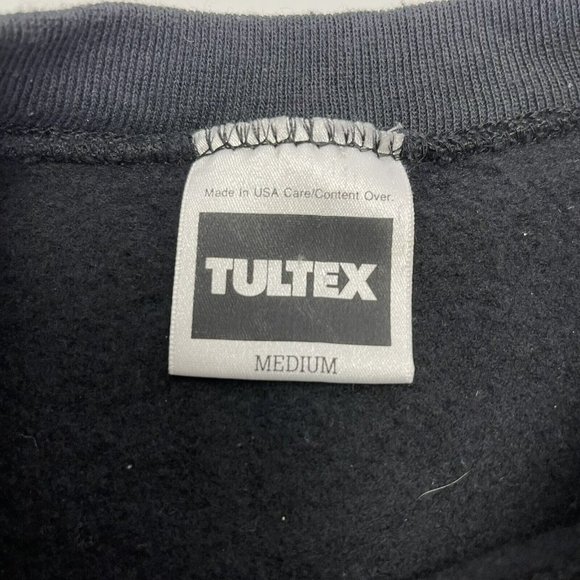 Made In USA Care/Content Over.
TULTEX
MEDIUM